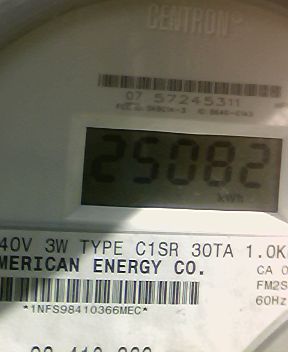 CENTRON®
07 57245311
25082
kWh
40V 3W TYPE C1SR 30TA 1.0K
MERICAN ENERGY CO.
CA 0
FM2S
60Hz
*1NFS98410366MEC*